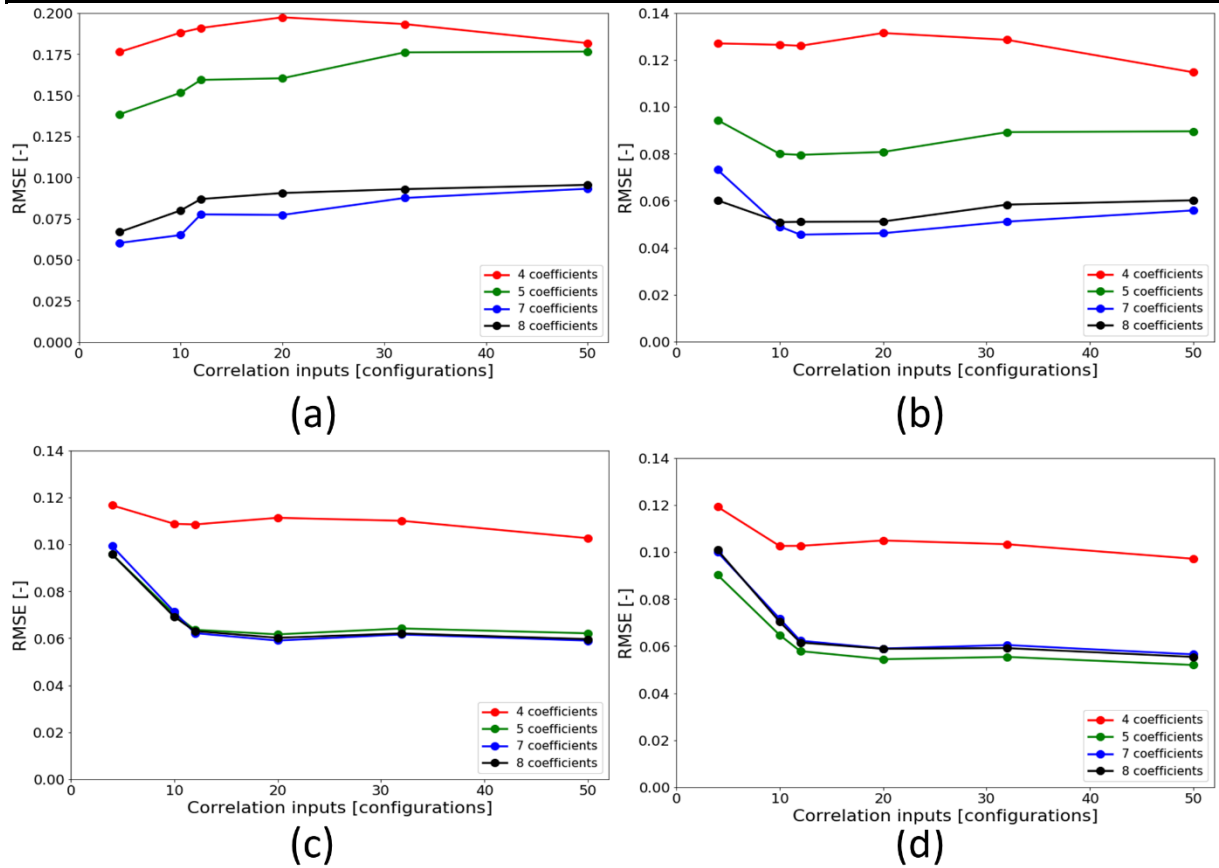 0.200
0.175
0.150
0.125
0.100
0.075
0.050
0.025
0.000
RMSE [-]
0 10 20 30 40 50
Correlation inputs [configurations]
4 coefficients
5 coefficients
7 coefficients
8 coefficients
(a)
0.14
0.12
0.10
0.08
0.06
0.04
0.02
0.00
RMSE [-]
0 10 20 30 40 50
Correlation inputs [configurations]
4 coefficients
5 coefficients
7 coefficients
8 coefficients
(b)
0.14
0.12
0.10
0.08
0.06
0.04
0.02
0.00
RMSE [-]
0 10 20 30 40 50
Correlation inputs [configurations]
4 coefficients
5 coefficients
7 coefficients
8 coefficients
(c)
0.14
0.12
0.10
0.08
0.06
0.04
0.02
0.00
RMSE [-]
0 10 20 30 40 50
Correlation inputs [configurations]
4 coefficients
5 coefficients
7 coefficients
8 coefficients
(d)